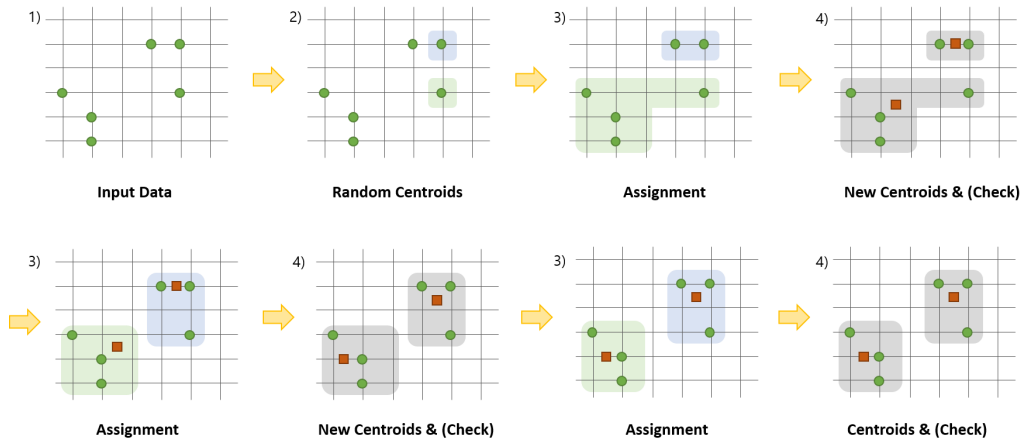 1)
2)
3)
4)
Input Data
Random Centroids
Assignment
New Centroids & (Check)
3)
4)
3)
4)
Assignment
New Centroids & (Check)
Assignment
Centroids & (Check)